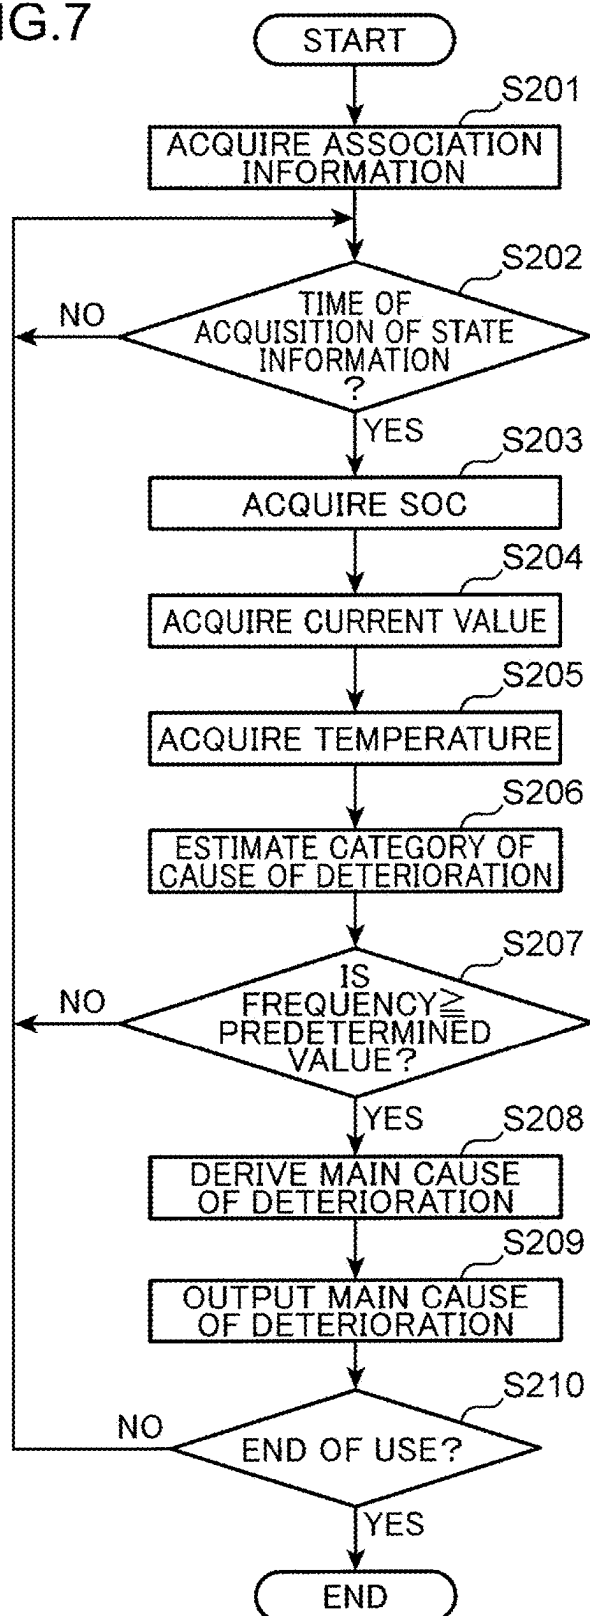 IG.7
START
S201
ACQUIRE ASSOCIATION
INFORMATION
S202
TIME OF
ACQUISITION OF STATE
INFORMATION
?
NO
YES
S203
ACQUIRE SOC
S204
ACQUIRE CURRENT VALUE
S205
ACQUIRE TEMPERATURE
S206
ESTIMATE CATEGORY OF
CAUSE OF DETERIORATION
S207
IS
FREQUENCY≧
PREDETERMINED
VALUE?
NO
YES
S208
DERIVE MAIN CAUSE
OF DETERIORATION
S209
OUTPUT MAIN CAUSE
OF DETERIORATION
S210
END OF USE?
NO
YES
END